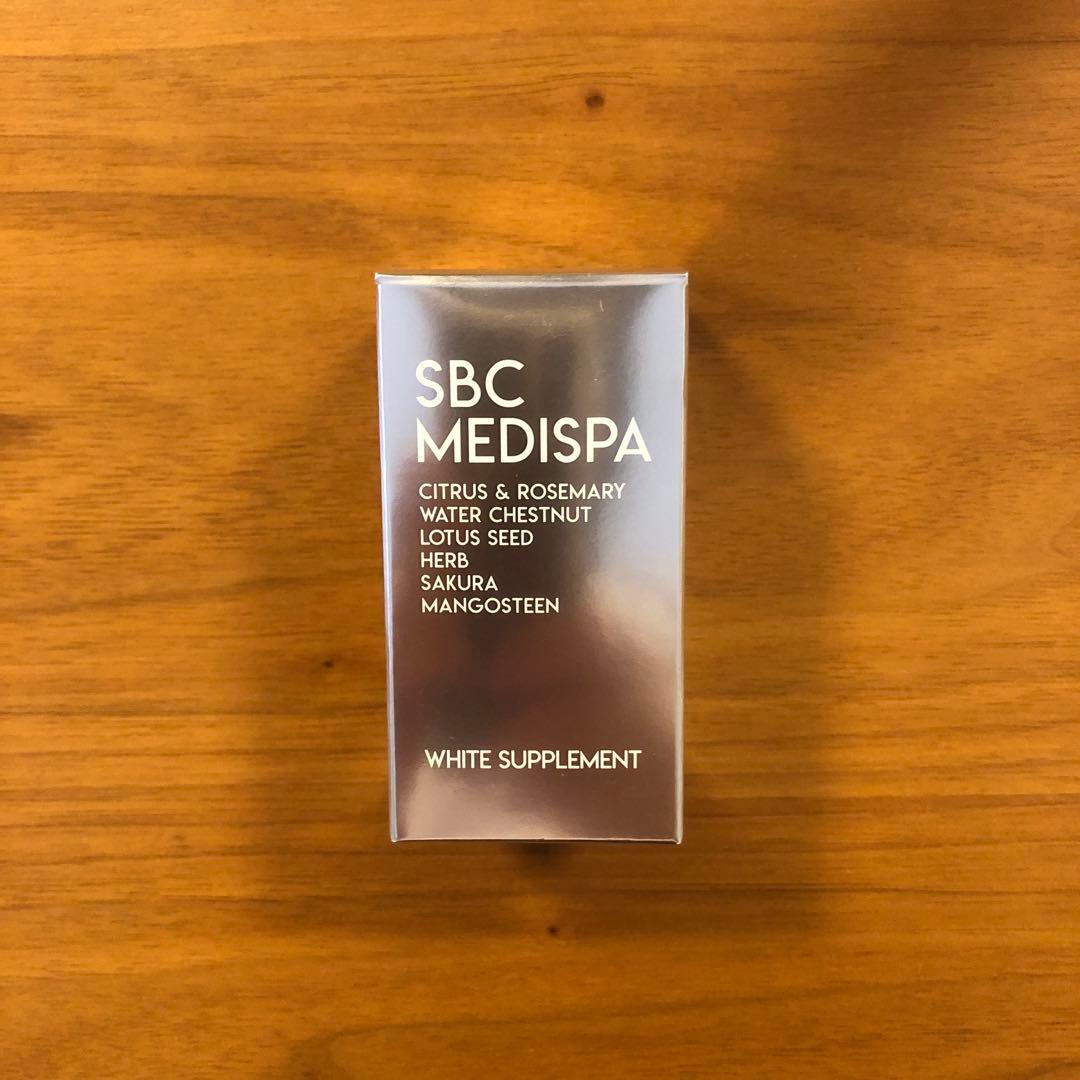 SBC
MEDISPA
CITRUS & ROSEMARY
WATER CHESTNUT
LOTUS SEED
HERB
SAKURA
MANGOSTEEN
WHITE SUPPLEMENT